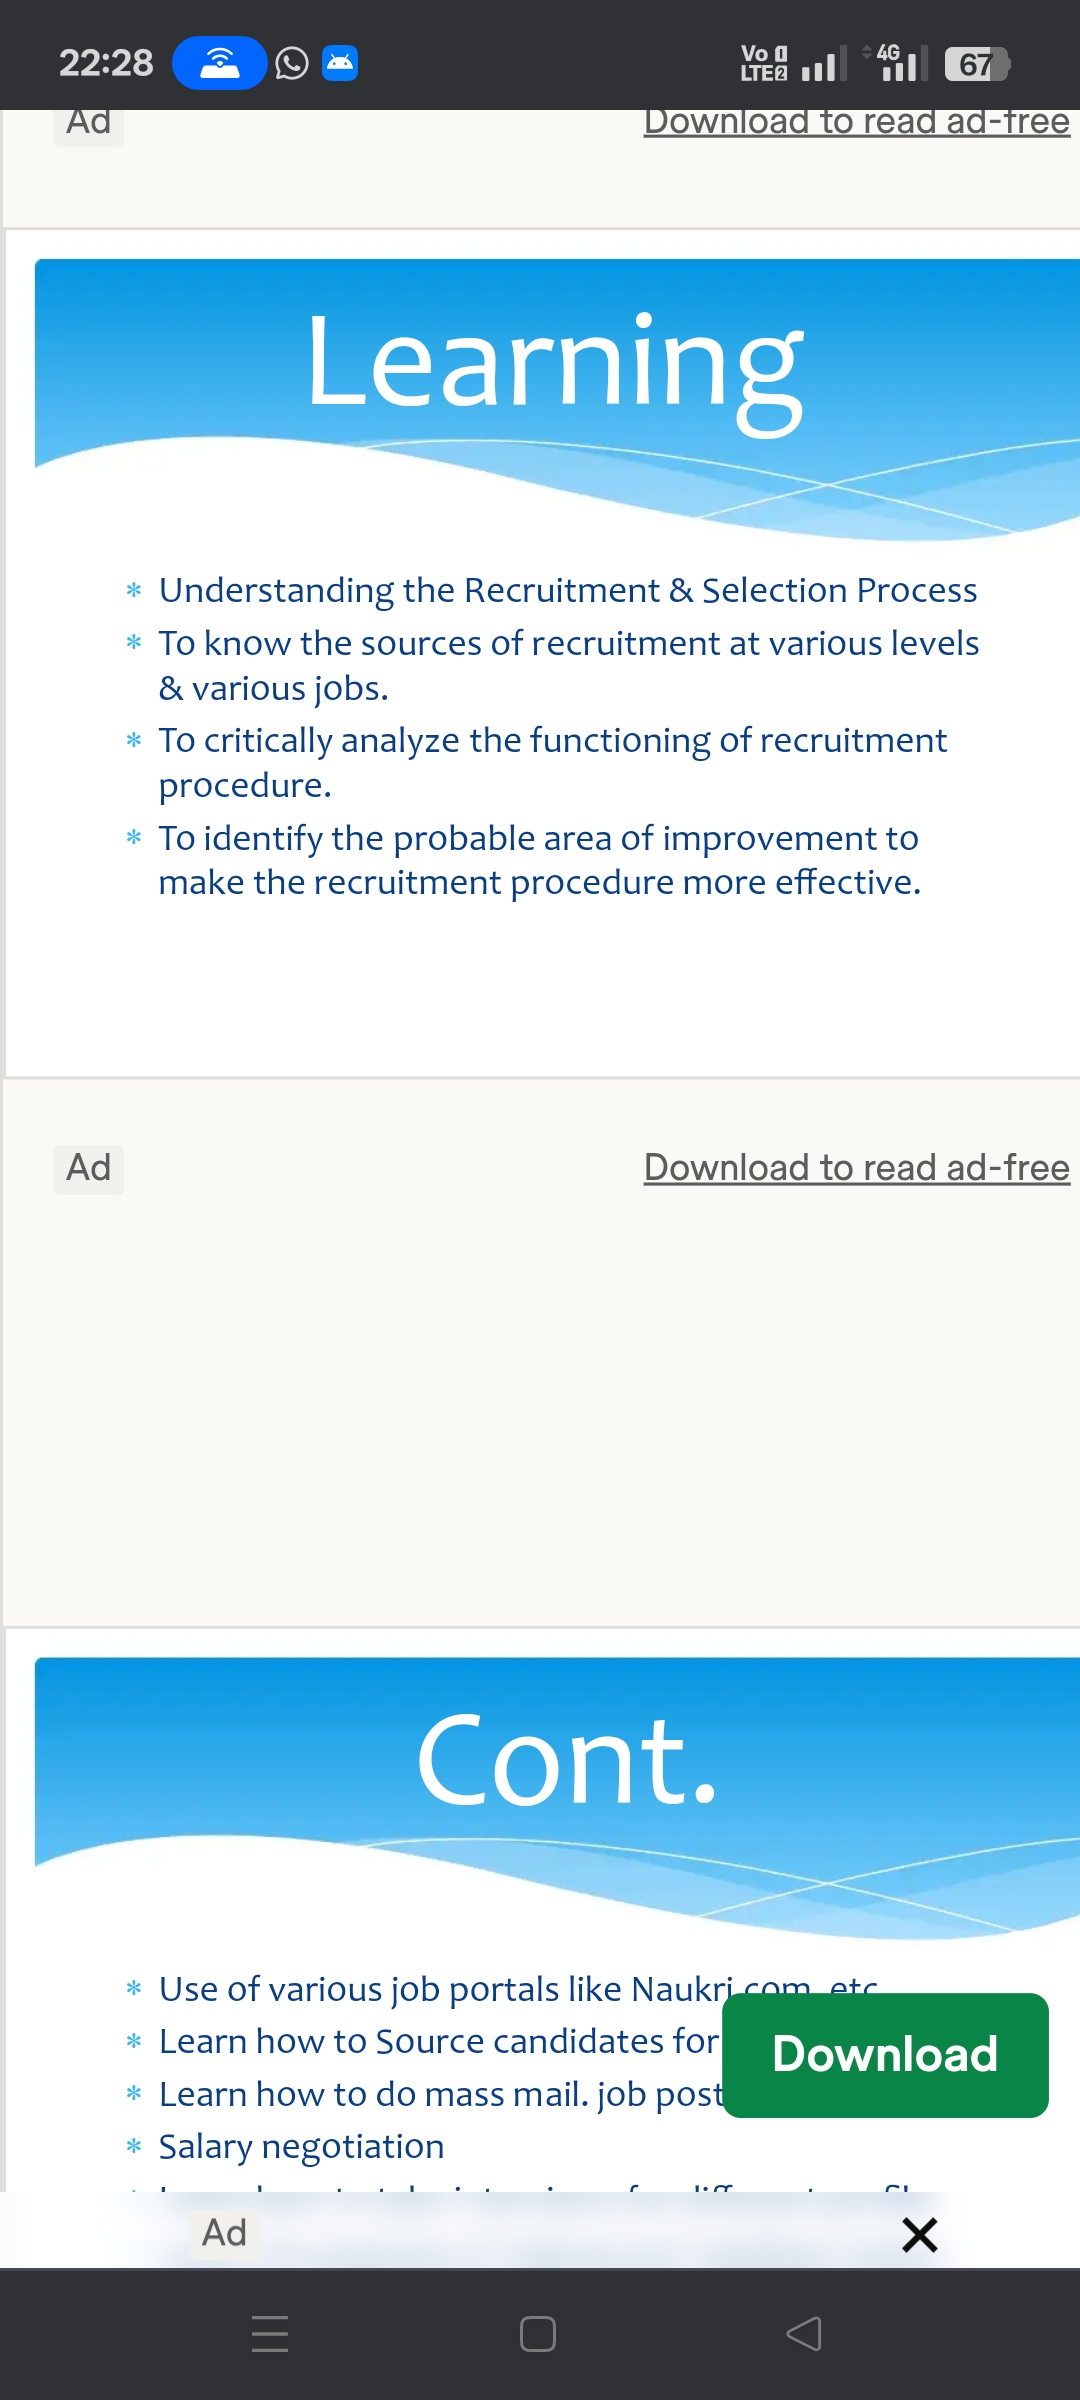 22:28
Vo 1
LTE2
4G
67
Ad
Download to read ad-free
Learning
* Understanding the Recruitment & Selection Process
* To know the sources of recruitment at various levels
& various jobs.
* To critically analyze the functioning of recruitment
procedure.
* To identify the probable area of improvement to
make the recruitment procedure more effective.
Ad
Download to read ad-free
Cont.
* Use of various job portals like Naukri.com, etc
* Learn how to Source candidates for
* Learn how to do mass mail. job post
Download
* Salary negotiation
Ad